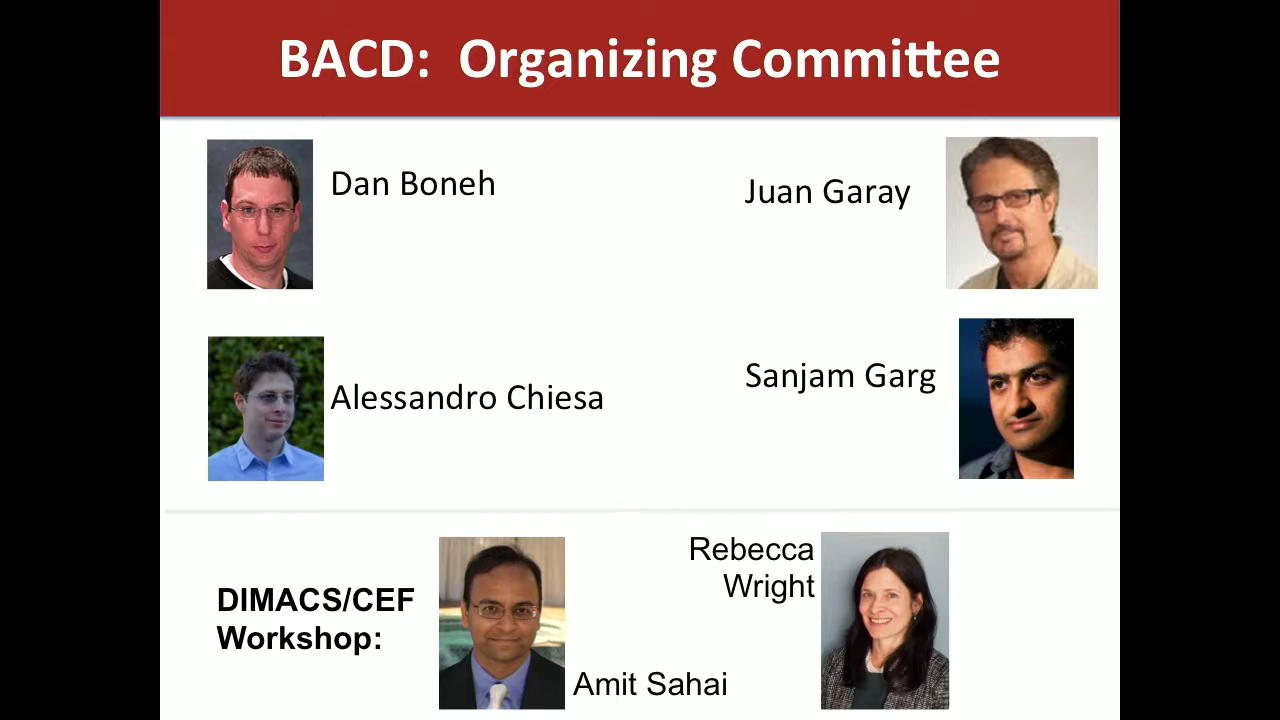 BACD: Organizing Committee
Dan Boneh
Juan Garay
Alessandro Chiesa
Sanjam Garg
DIMACS/CEF
Workshop:
Amit Sahai
Rebecca
Wright